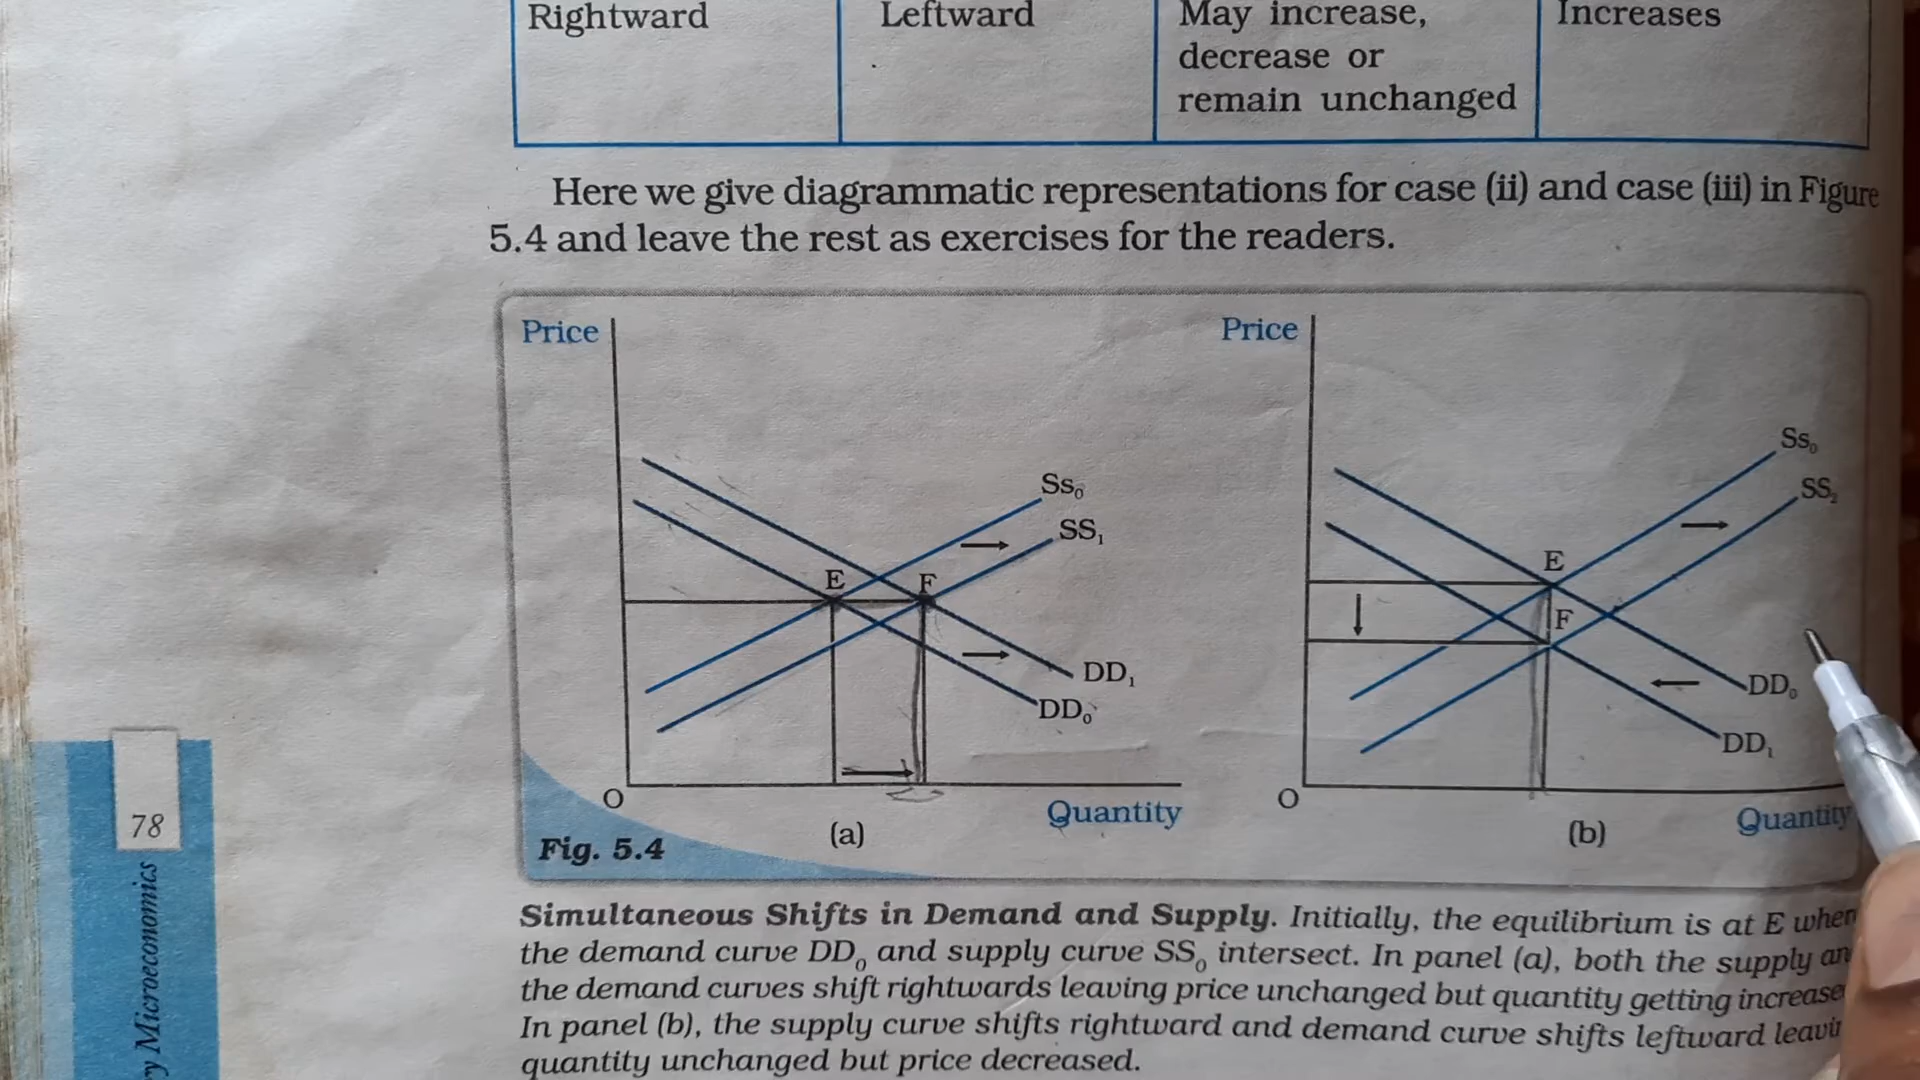 Rightward
Leftward
May increase,
decrease or
remain unchanged
Increases
Here we give diagrammatic representations for case (ii) and case (iii) in Figure
5.4 and leave the rest as exercises for the readers.
Price
Ss₀
SS₁
E
F
DD₁
DD₀
O
Quantity
(a)
Fig. 5.4
Price
Ss₀
SS₂
E
F
DD₀
DD₁
O
Quantity
(b)
Simultaneous Shifts in Demand and Supply. Initially, the equilibrium is at E
the demand curve DD₀ and supply curve SS₀ intersect. In panel (a), both the supply
the demand curves shift rightwards leaving price unchanged but quantity getting
In panel (b), the supply curve shifts rightward and demand curve shifts leftward
quantity unchanged but price decreased.
78
Microeconomics